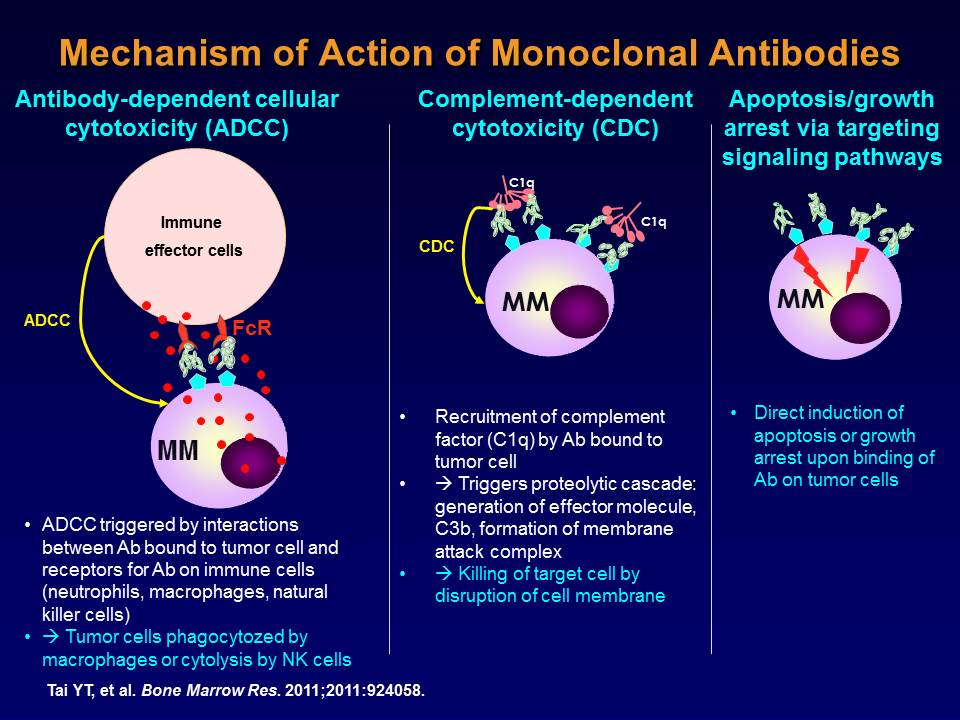 Mechanism of Action of Monoclonal Antibodies
Antibody-dependent cellular
cytotoxicity (ADCC)
Immune
effector cells
ADCC
FcR
MM
• ADCC triggered by interactions
between Ab bound to tumor cell and
receptors for Ab on immune cells
(neutrophils, macrophages, natural
killer cells)
• → Tumor cells phagocytozed by
macrophages or cytolysis by NK cells
Complement-dependent
cytotoxicity (CDC)
C1q
C1q
CDC
MM
• Recruitment of complement
factor (C1q) by Ab bound to
tumor cell
• → Triggers proteolytic cascade:
generation of effector molecule,
C3b, formation of membrane
attack complex
• → Killing of target cell by
disruption of cell membrane
Apoptosis/growth
arrest via targeting
signaling pathways
MM
• Direct induction of
apoptosis or growth
arrest upon binding of
Ab on tumor cells
Tai YT, et al. Bone Marrow Res. 2011;2011:924058.